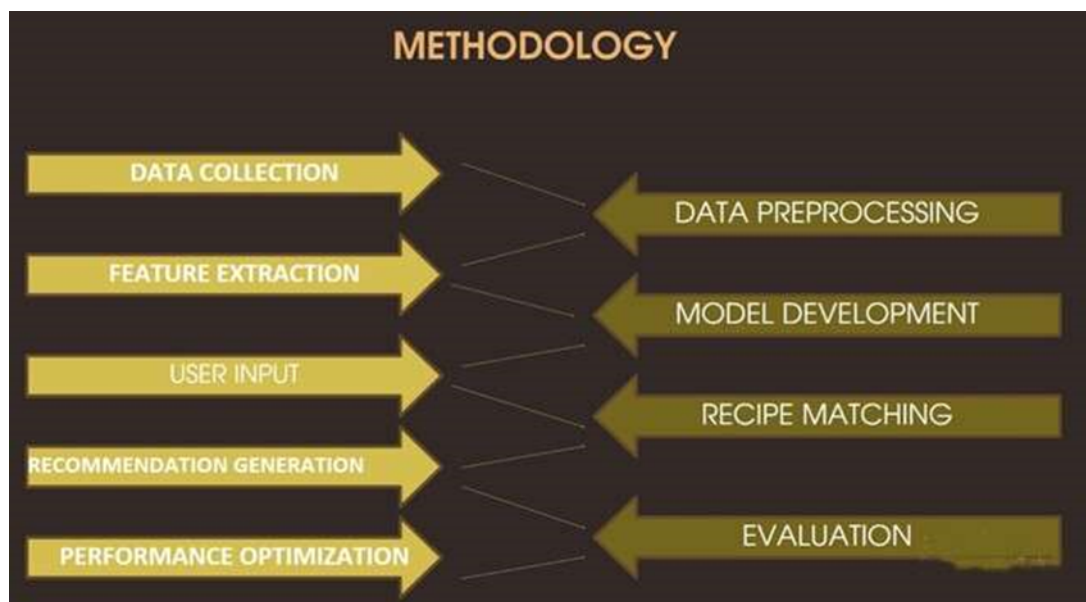 METHODOLOGY
DATA COLLECTION
DATA PREPROCESSING
FEATURE EXTRACTION
MODEL DEVELOPMENT
USER INPUT
RECIPE MATCHING
RECOMMENDATION GENERATION
EVALUATION
PERFORMANCE OPTIMIZATION